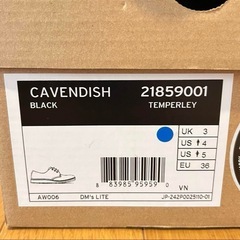 CAVENDISH 21859001
BLACK TEMPERLEY
UK 3
US 4
US 5
EU 36
8 83985 95959 0
VN
AW006 DM's LITE JP-242P0025110-01